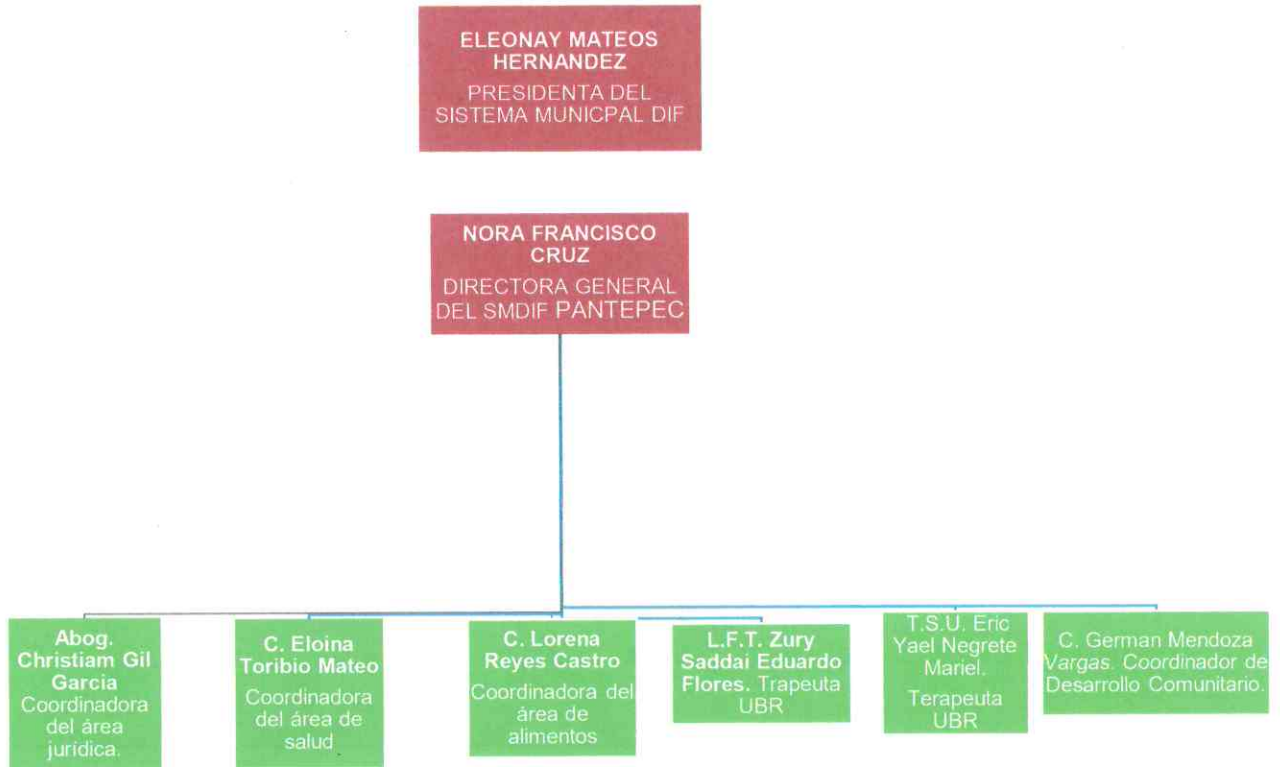 ELEONAY MATEOS
HERNANDEZ
PRESIDENTA DEL
SISTEMA MUNICPAL DIF
NORA FRANCISCO
CRUZ
DIRECTORA GENERAL
DEL SMDIF PANTEPEC
Abog.
Christiam Gil
Garcia
Coordinadora
del área
jurídica.
C. Eloina
Toribio Mateo
Coordinadora
del área de
salud
C. Lorena
Reyes Castro
Coordinadora del
área de
alimentos
L.F.T. Zury
Saddai Eduardo
Flores. Trapeuta
UBR
T.S.U. Eric
Yael Negrete
Mariel.
Terapeuta
UBR
C. German Mendoza
Vargas. Coordinador de
Desarrollo Comunitario.